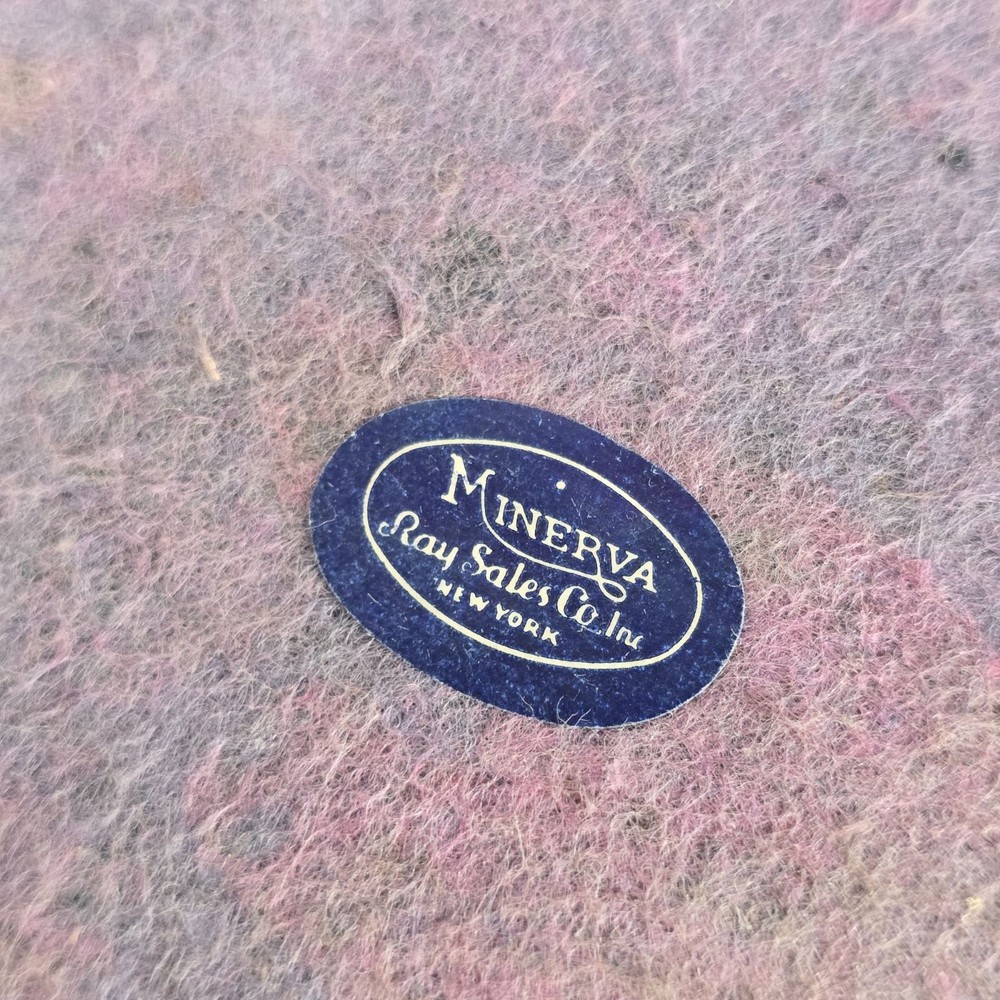 MINERVA
Ray Sales Co. Inc
NEW YORK